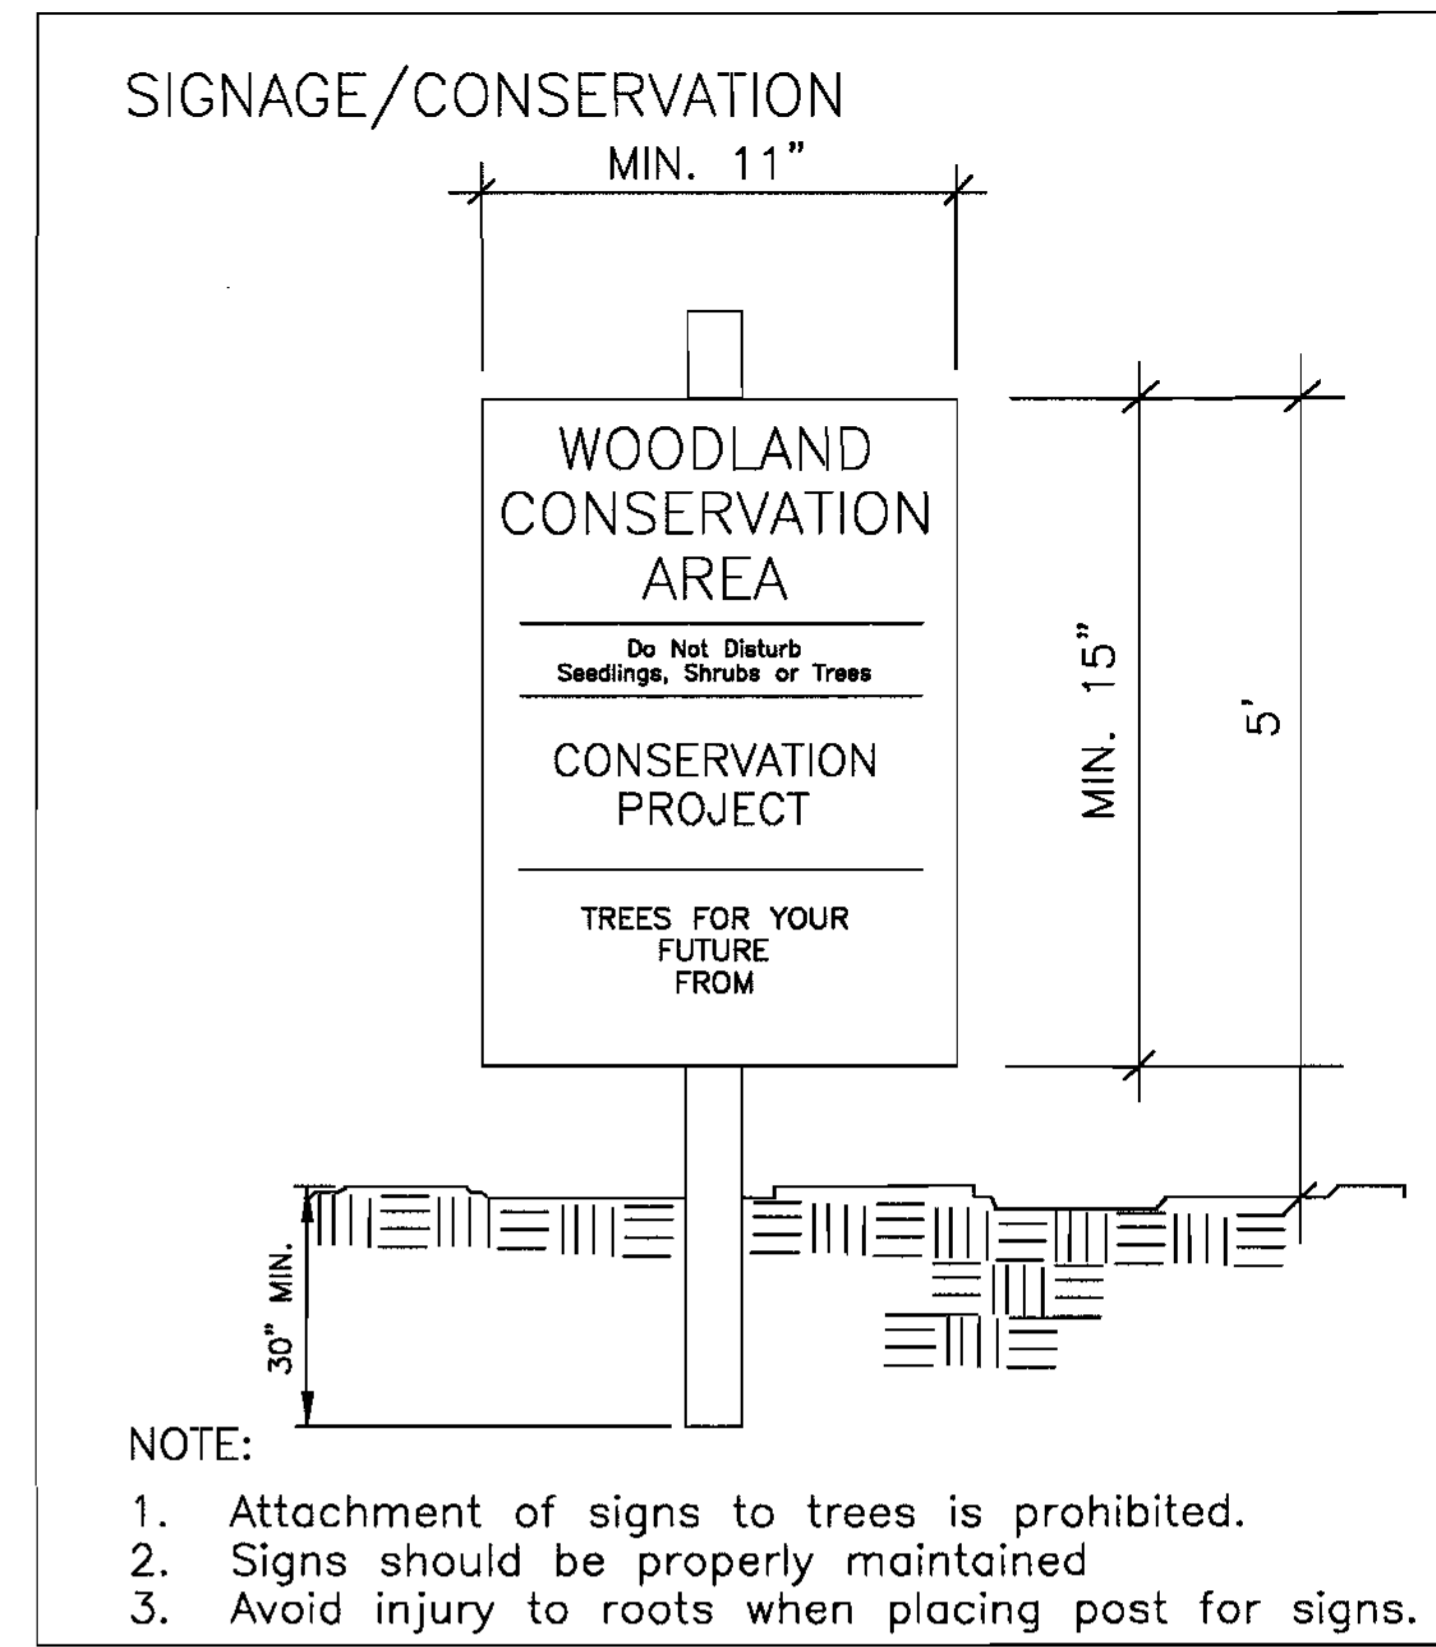 SIGNAGE/CONSERVATION
MIN. 11"
WOODLAND
CONSERVATION
AREA
Do Not Disturb
Seedlings, Shrubs or Trees
CONSERVATION
PROJECT
TREES FOR YOUR
FUTURE
FROM
MIN. 15"
5'
30" MIN.
NOTE:
1. Attachment of signs to trees is prohibited.
2. Signs should be properly maintained
3. Avoid injury to roots when placing post for signs.